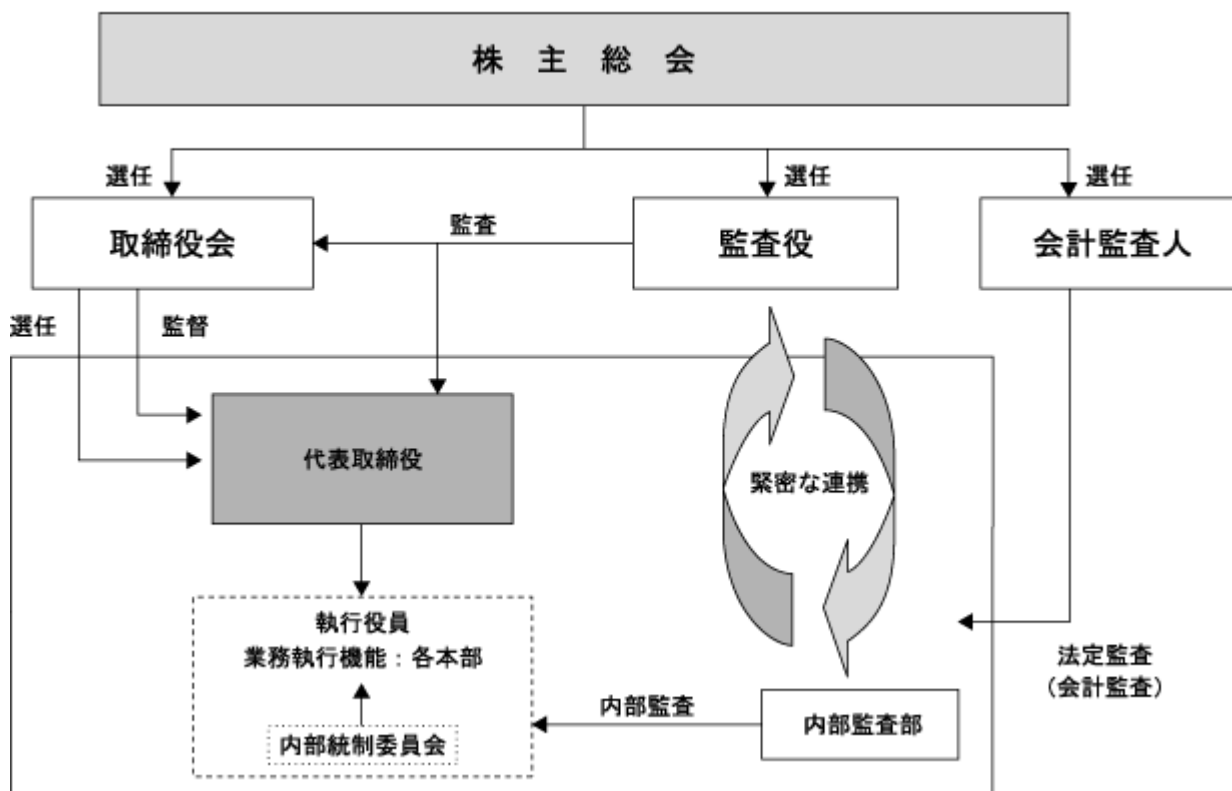 株主総会
選任
選任
選任
取締役会
監査
監査役
会計監査人
選任
監督
代表取締役
緊密な連携
執行役員
業務執行機能：各本部
内部統制委員会
内部監査
内部監査部
法定監査
（会計監査）